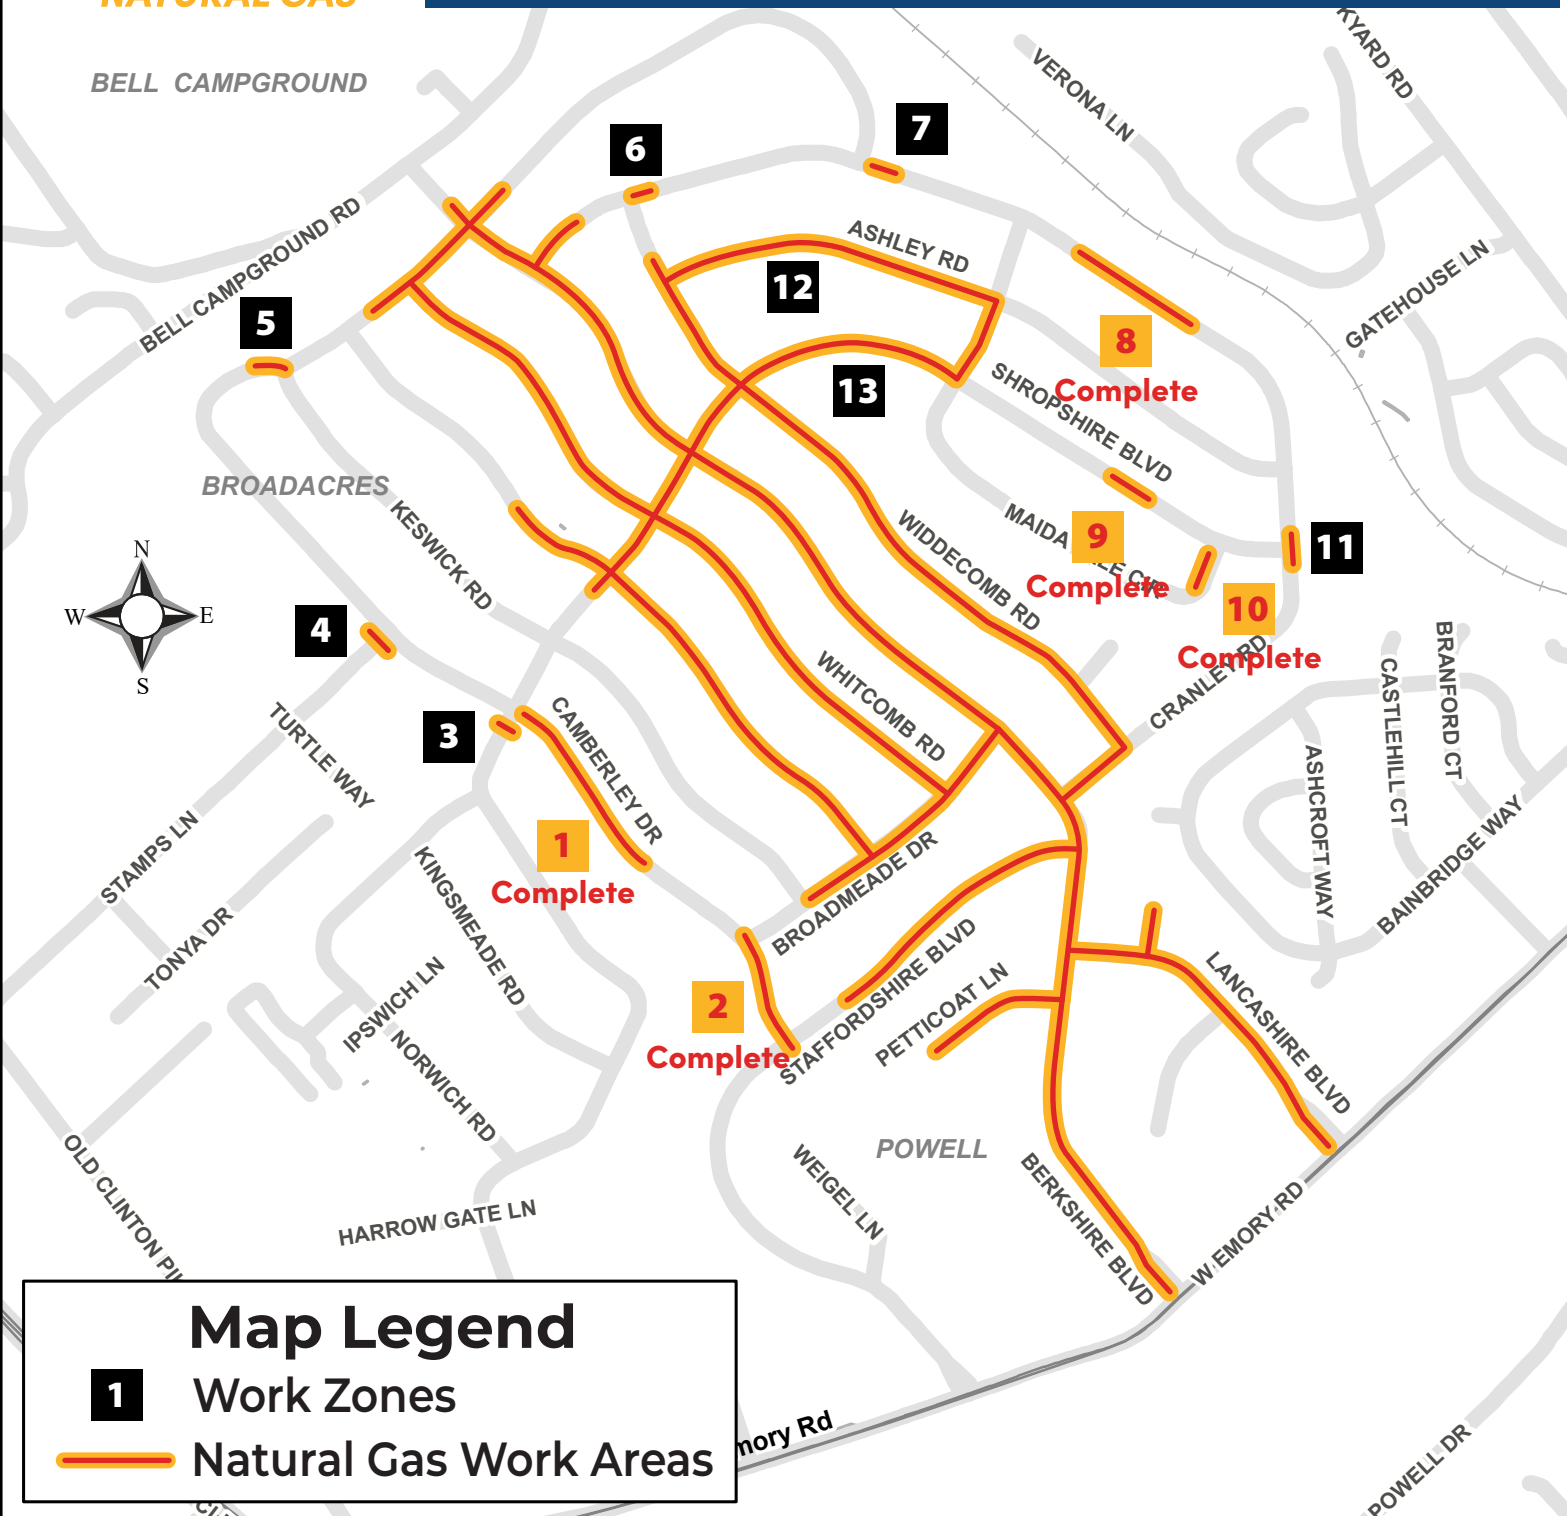 NATURAL GAS
BELL CAMPGROUND
VERONA LN
KYARD RD
7
6
BELL CAMPGROUND RD
ASHLEY RD
GATEHOUSE LN
12
5
8
Complete
13
SHROPSHIRE BLVD
BROADACRES
KESWICK RD
WIDDECOMB RD
MAIDA
9
Complete
CIR
11
10
Complete
CRANLEY RD
N
W
E
S
4
3
TURTLE WAY
CAMBERLEY DR
WHITCOMB RD
BRANFORD CT
CASTLEHILL CT
ASHCROFT WAY
BAINBRIDGE WAY
STAMPS LN
1
Complete
KINGSMEADE RD
BROADMEADE DR
TONYA DR
IPSWICH LN
2
Complete
STAFFORDSHIRE BLVD
PETTICOAT LN
LANCASHIRE BLVD
NORWICH RD
POWELL
OLD CLINTON PI
WEIGEL LN
BERKSHIRE BLVD
W EMORY RD
HARROW GATE LN
Map Legend
1 Work Zones
Natural Gas Work Areas
mory Rd
POWELL DR